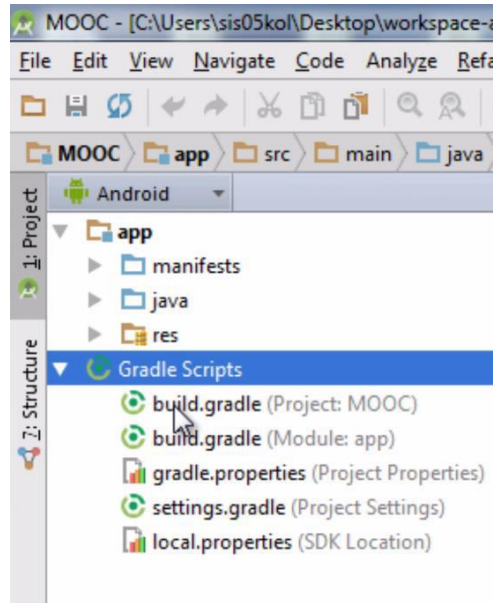 MOOC - [C:\Users\sis05kol\Desktop\workspace-a
File Edit View Navigate Code Analyze Refa
MOOC app src main java
1: Project
Android
app
manifests
java
res
Gradle Scripts
build.gradle (Project: MOOC)
build.gradle (Module: app)
gradle.properties (Project Properties)
settings.gradle (Project Settings)
local.properties (SDK Location)
7: Structure